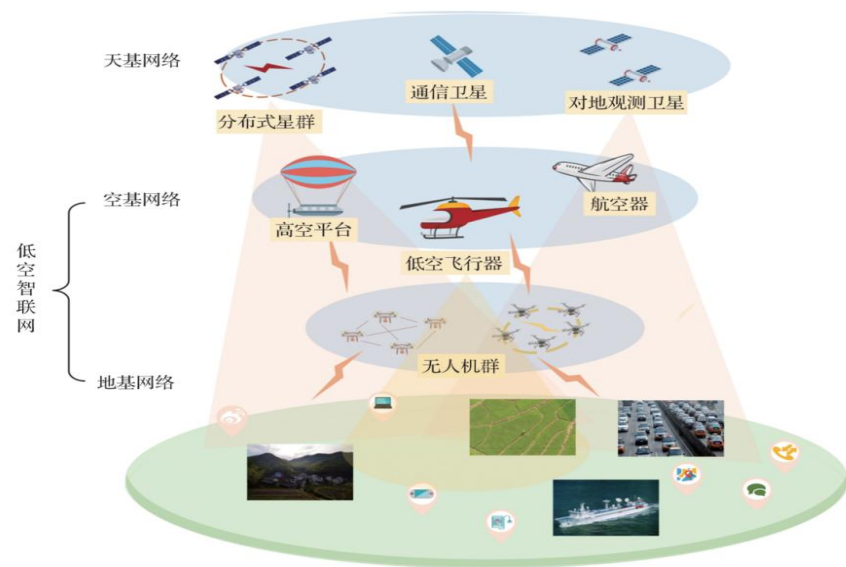 天基网络
分布式星群
通信卫星
对地观测卫星
空基网络
高空平台
低空飞行器
航空器
低空智联网
无人机群
地基网络